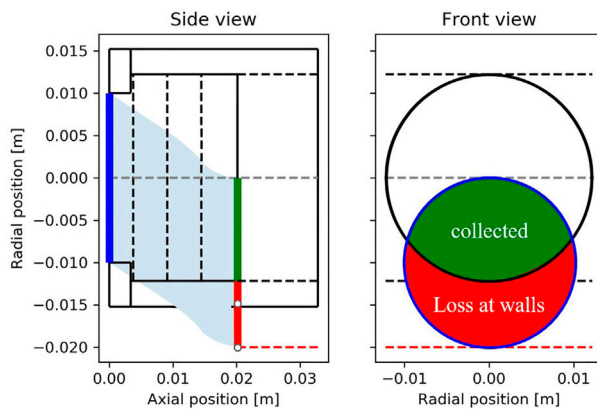 Side view
Front view
Radial position [m]
0.015
0.010
0.005
0.000
−0.005
−0.010
−0.015
−0.020
0.00
0.01
0.02
0.03
Axial position [m]
collected
Loss at walls
−0.01
0.00
0.01
Radial position [m]